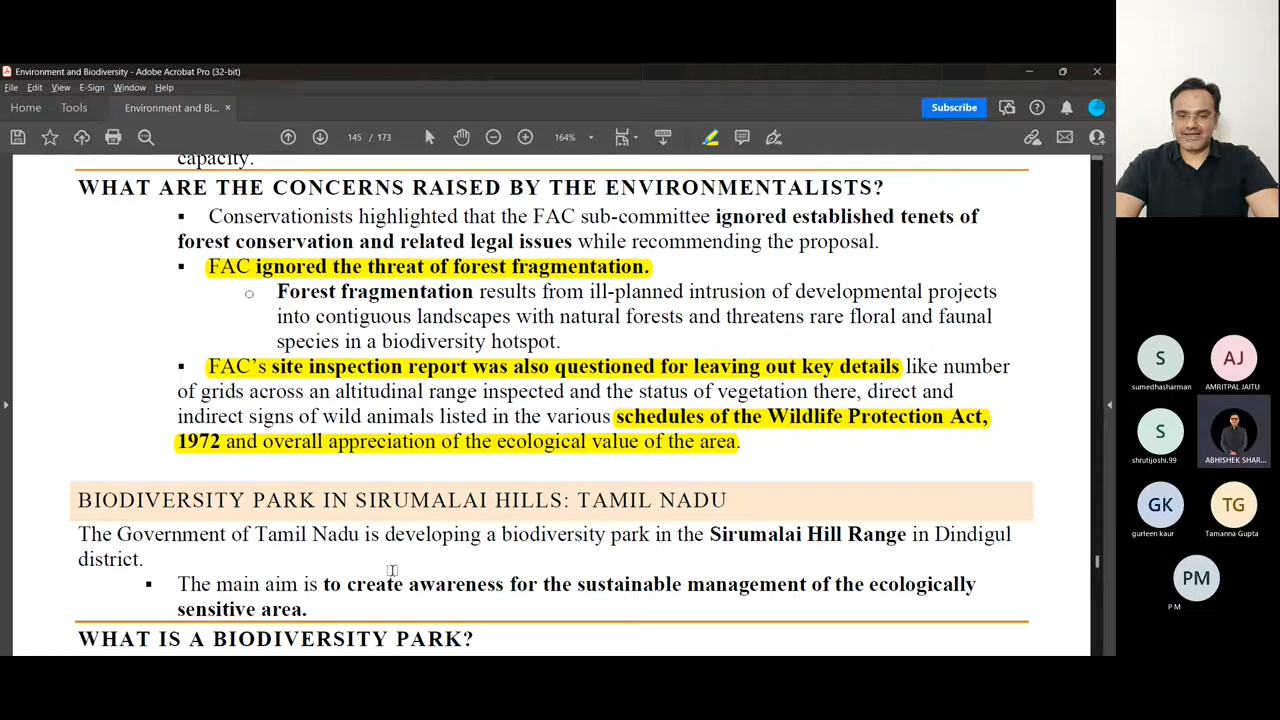 Environment and Biodiversity - Adobe Acrobat Pro (32-bit)
File Edit View E-Sign Window Help
Home Tools Environment and Bi... × Subscribe
145 / 173 164%
capacity.
WHAT ARE THE CONCERNS RAISED BY THE ENVIRONMENTALISTS?
▪ Conservationists highlighted that the FAC sub-committee ignored established tenets of
forest conservation and related legal issues while recommending the proposal.
▪ FAC ignored the threat of forest fragmentation.
○ Forest fragmentation results from ill-planned intrusion of developmental projects
into contiguous landscapes with natural forests and threatens rare floral and faunal
species in a biodiversity hotspot.
▪ FAC's site inspection report was also questioned for leaving out key details like number
of grids across an altitudinal range inspected and the status of vegetation there, direct and
indirect signs of wild animals listed in the various schedules of the Wildlife Protection Act,
1972 and overall appreciation of the ecological value of the area.
BIODIVERSITY PARK IN SIRUMALAI HILLS: TAMIL NADU
The Government of Tamil Nadu is developing a biodiversity park in the Sirumalai Hill Range in Dindigul
district.
▪ The main aim is to create awareness for the sustainable management of the ecologically
sensitive area.
WHAT IS A BIODIVERSITY PARK?
S AJ
sumedhasharman AMRITPAL JAITU
S
shrutijoshi.99 ABHISHEK SHAR...
GK TG
gurleen kaur Tamanna Gupta
PM
P M